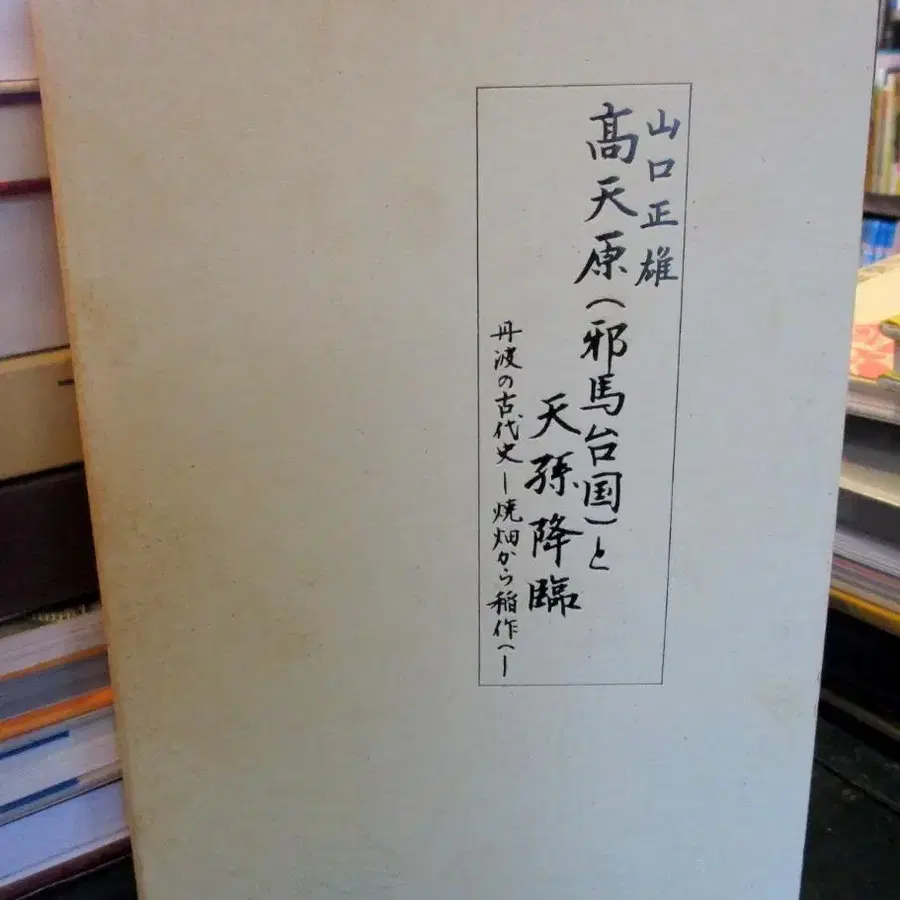 山口正雄
髙天原(邪馬台国)と
天孫降臨
丹波の古代史ー焼畑から稲作へー